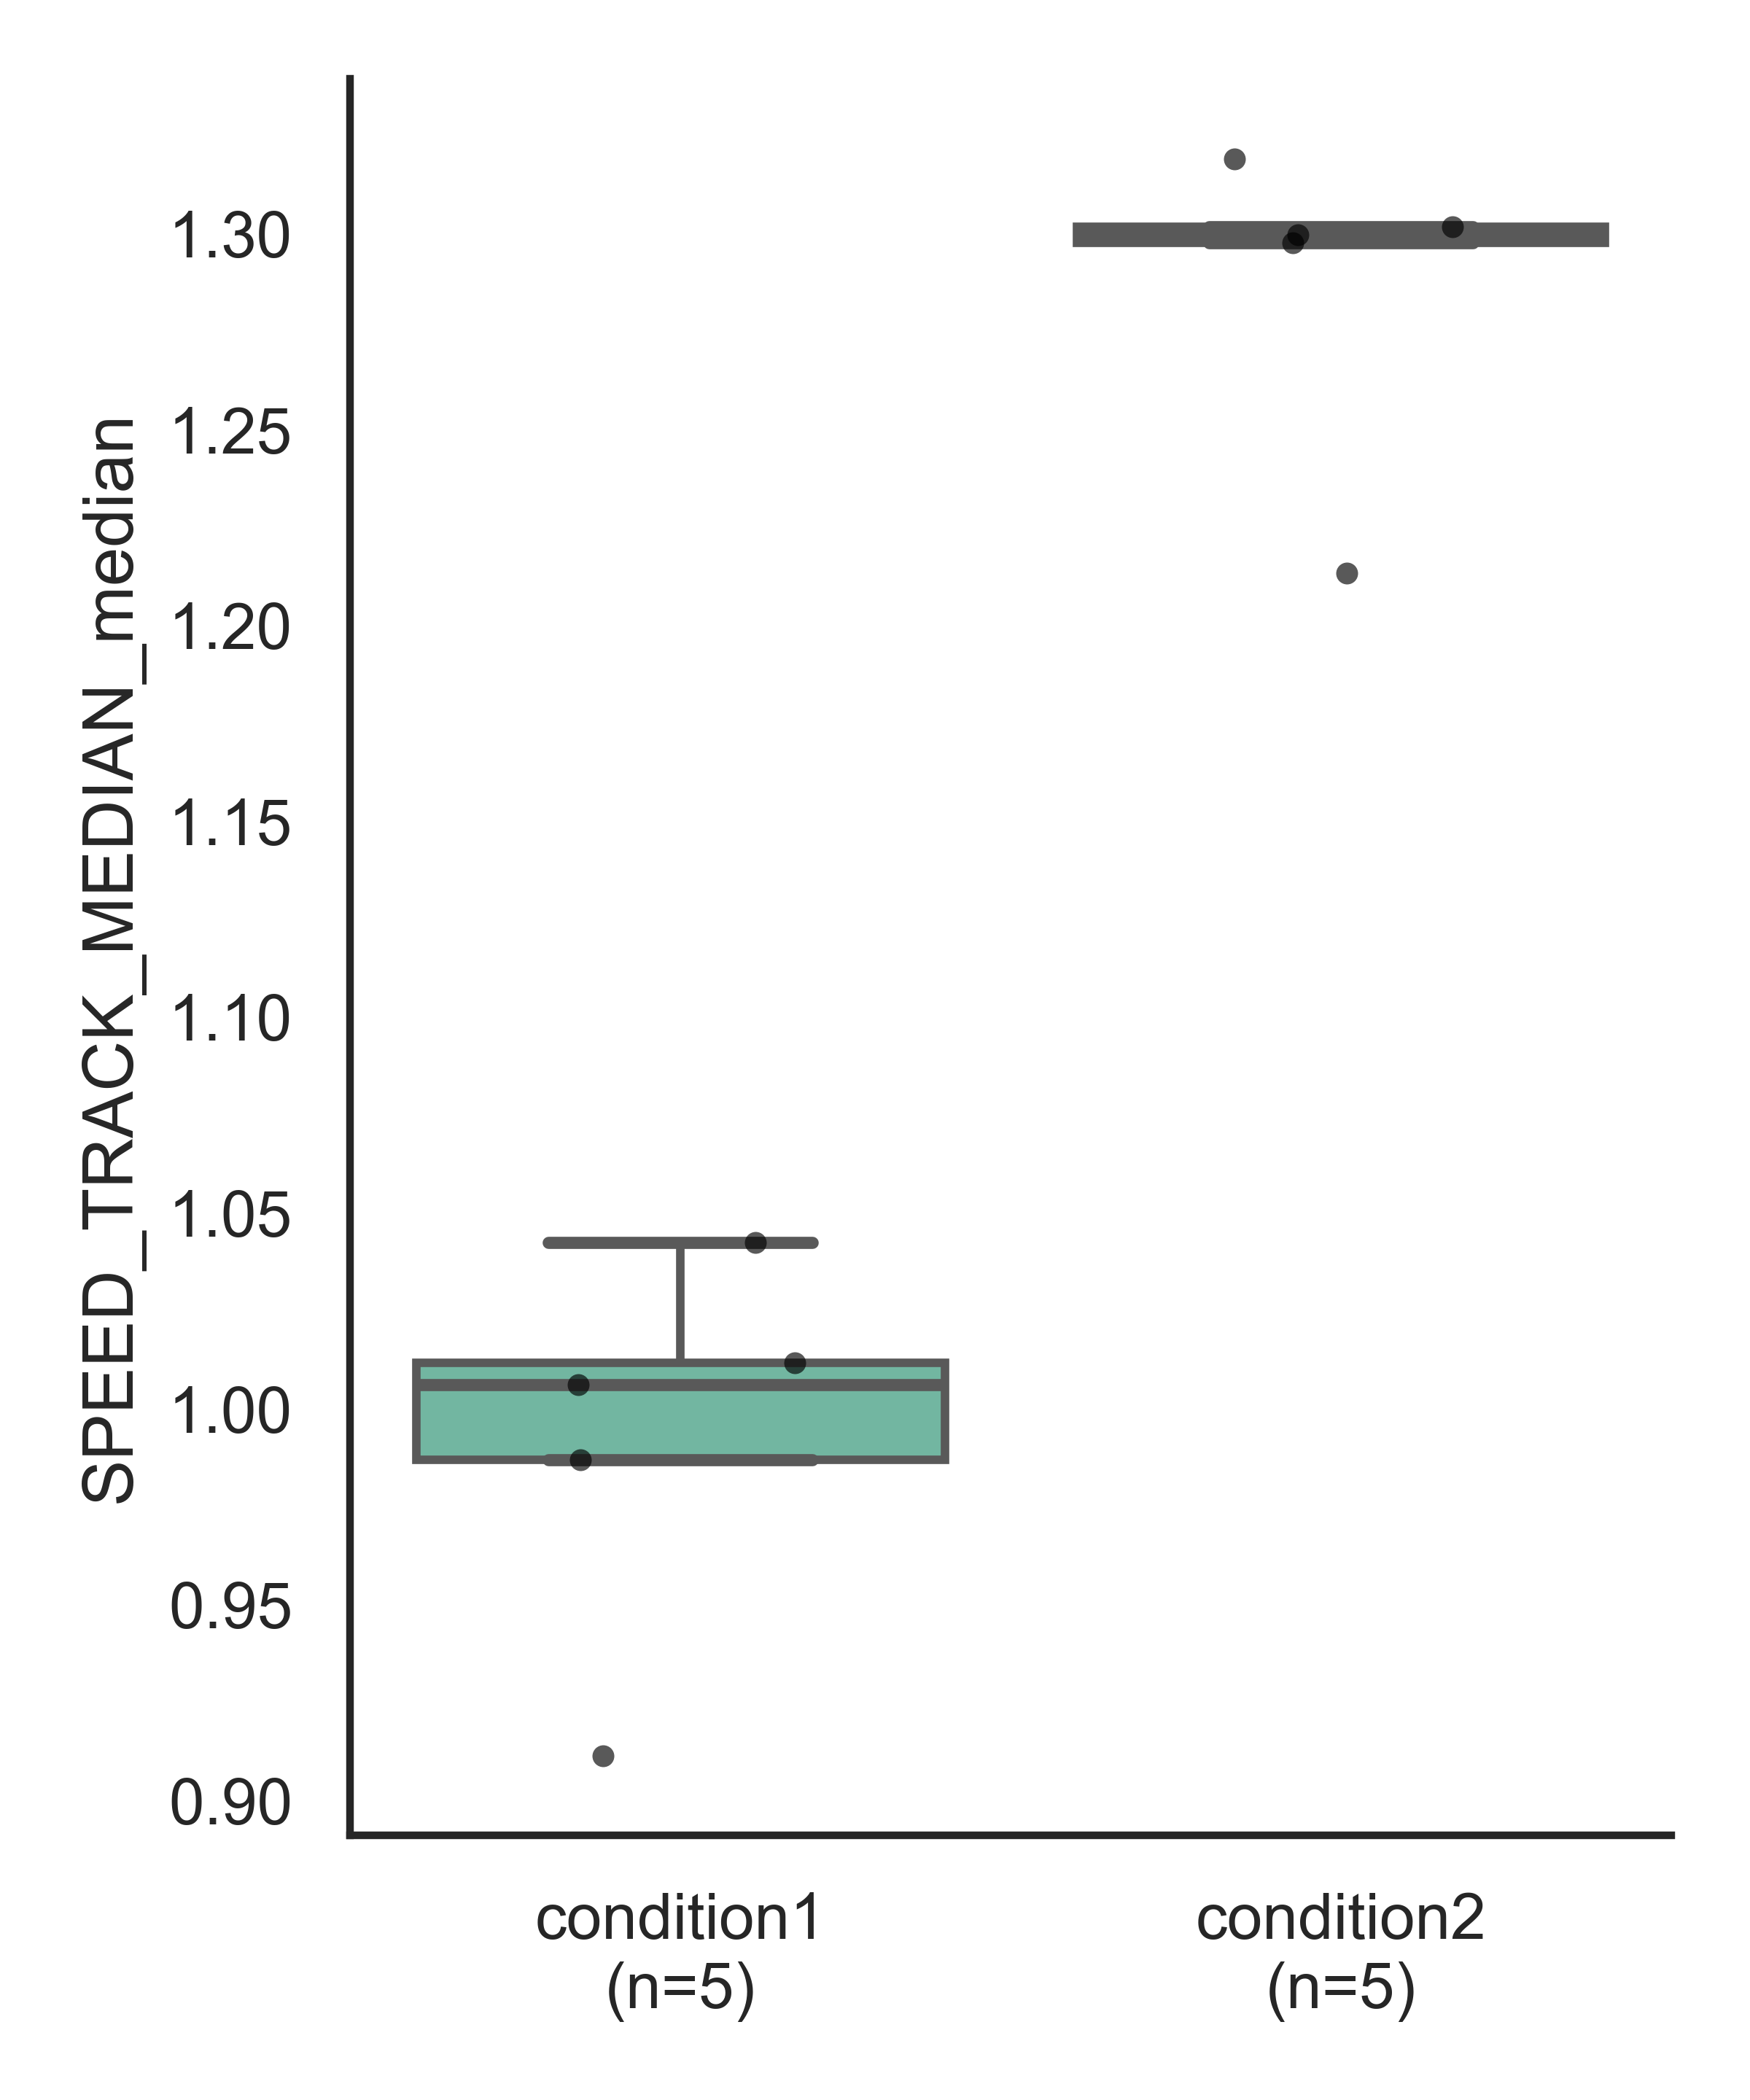 SPEED_TRACK_MEDIAN_median
1.30
1.25
1.20
1.15
1.10
1.05
1.00
0.95
0.90
condition1
(n=5)
condition2
(n=5)